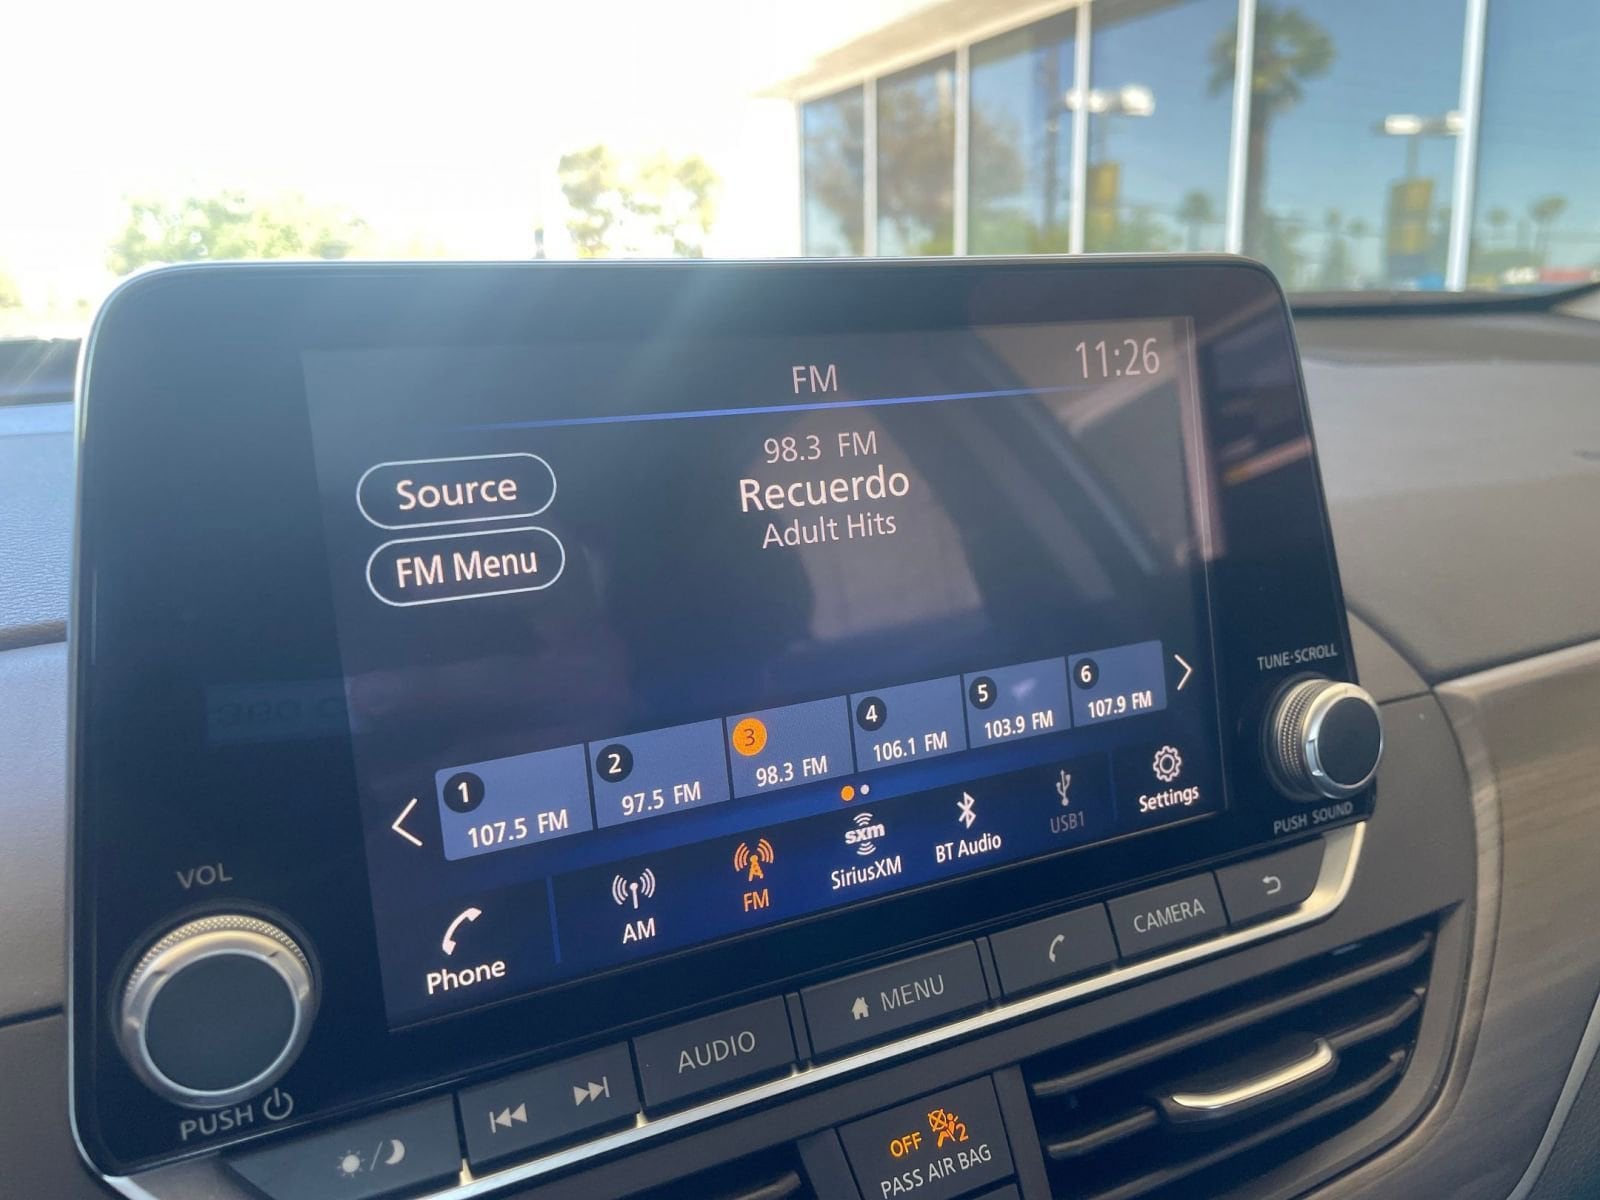 FM
11:26
98.3 FM
Recuerdo
Adult Hits
Source
FM Menu
1
107.5 FM
2
97.5 FM
3
98.3 FM
4
106.1 FM
5
103.9 FM
6
107.9 FM
Phone
AM
FM
sxm
SiriusXM
BT Audio
USB1
Settings
TUNE·SCROLL
PUSH SOUND
VOL
PUSH
AUDIO
MENU
CAMERA
OFF
2
PASS AIR BAG